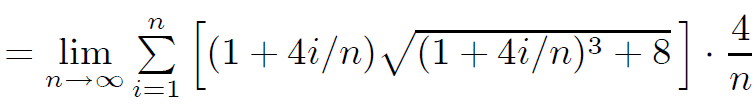 = lim_{n→∞} ∑_{i=1}^{n} [(1 + 4i/n)√((1 + 4i/n)³ + 8)] · 4/n